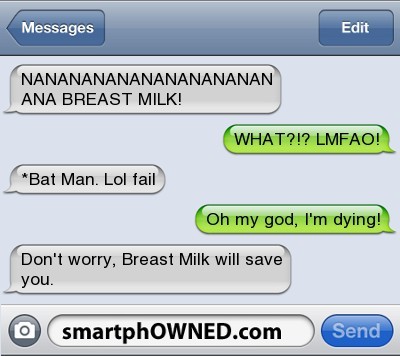 Messages
Edit
NANANANANANANANANANAN
ANA BREAST MILK!
WHAT?!? LMFAO!
*Bat Man. Lol fail
Oh my god, I'm dying!
Don't worry, Breast Milk will save
you.
smartphOWNED.com
Send